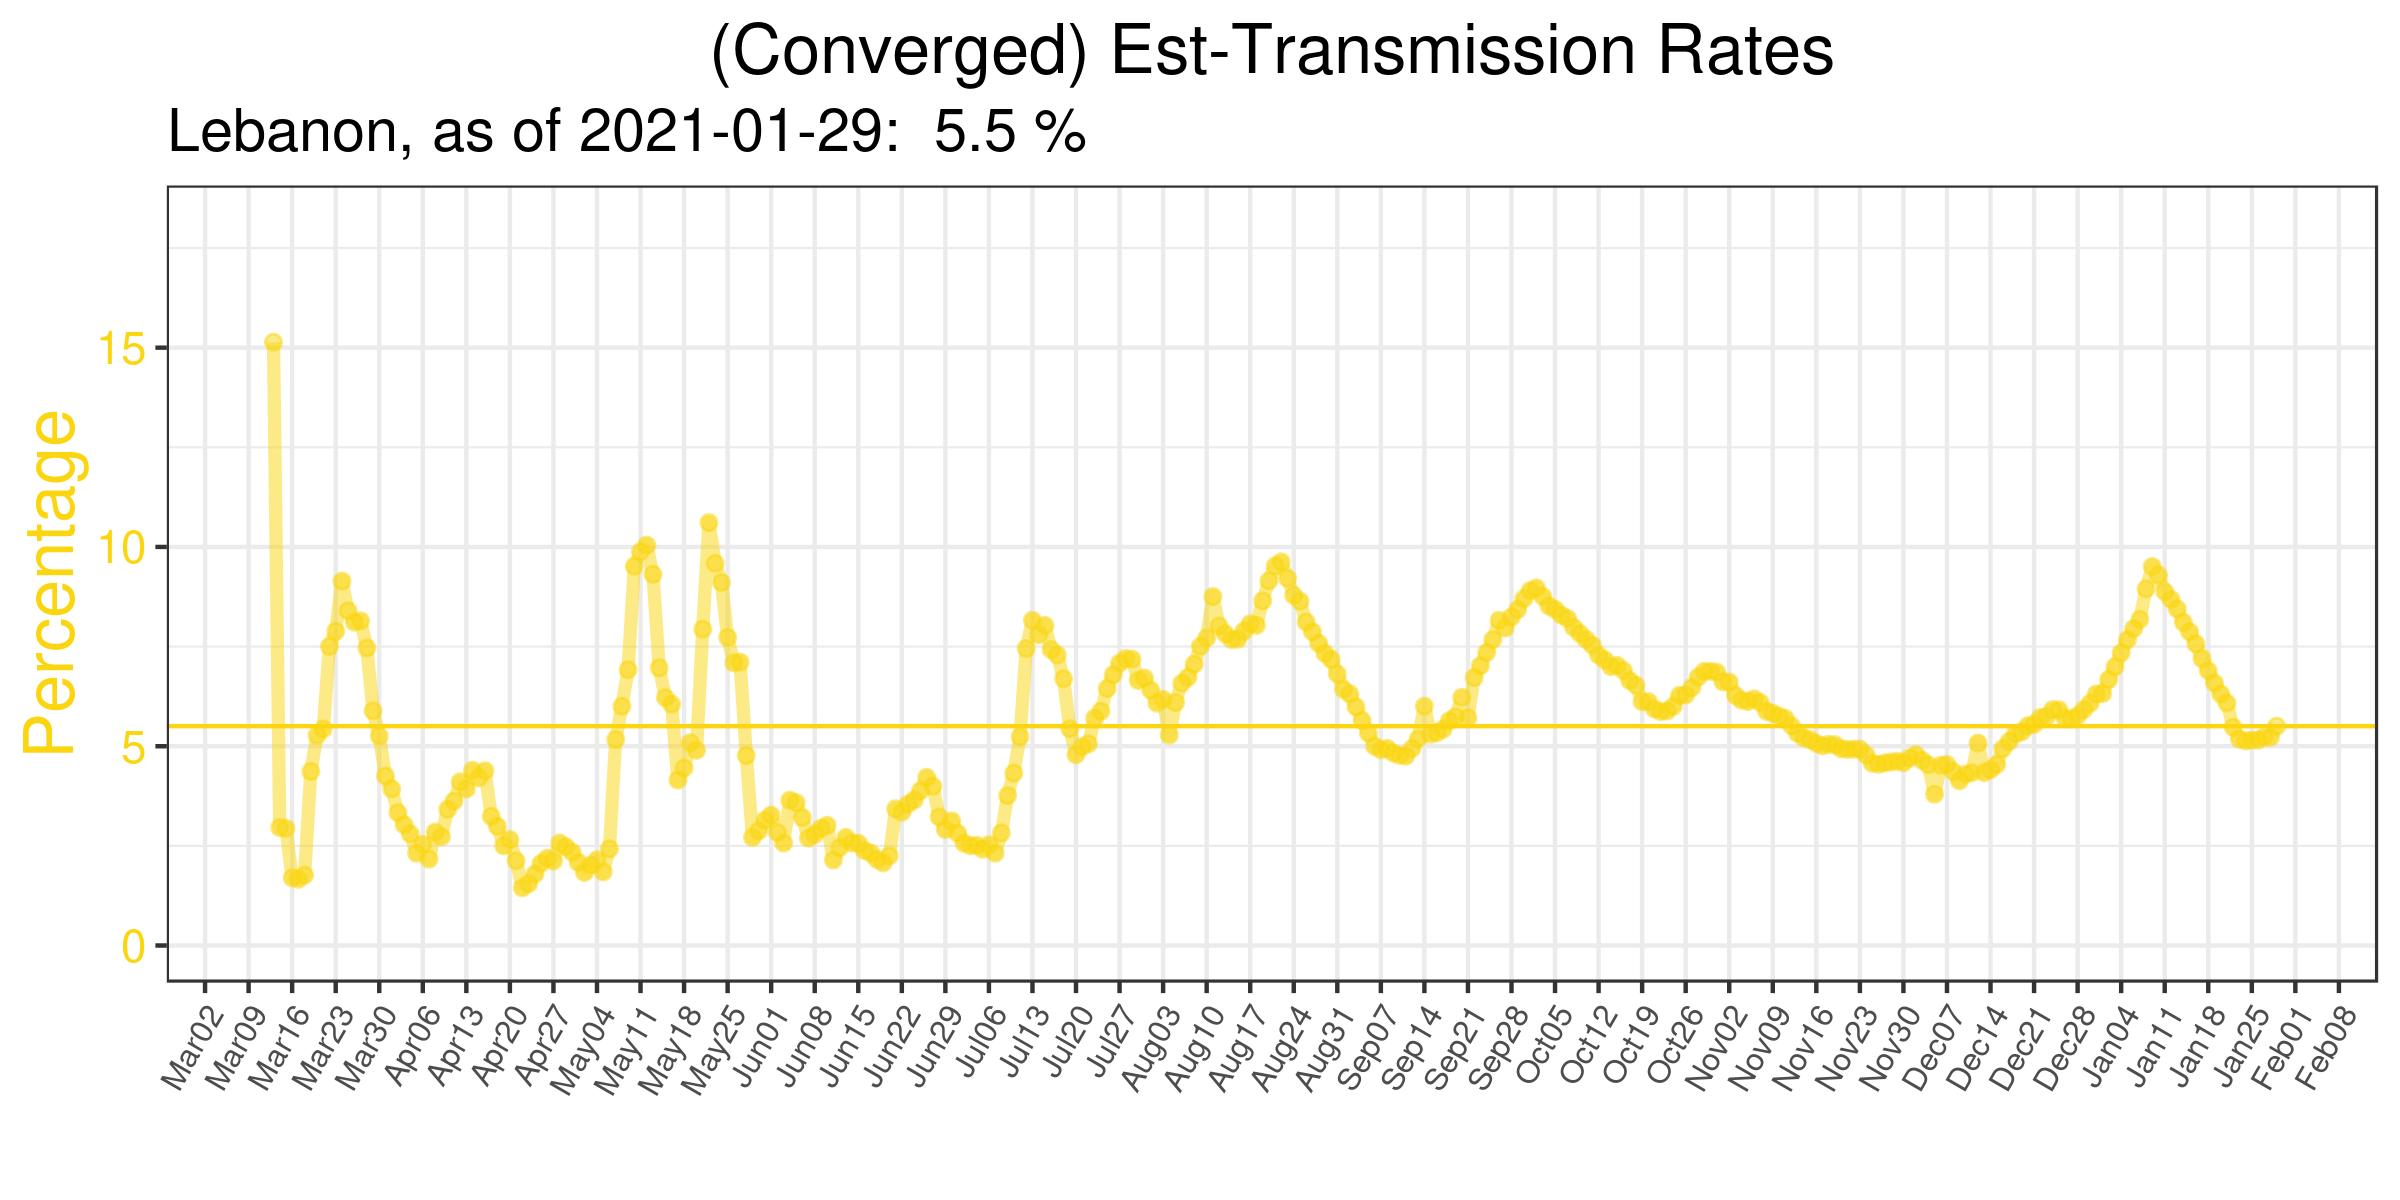 (Converged) Est-Transmission Rates
Lebanon, as of 2021-01-29:  5.5 %
Percentage
15
10
5
0
Mar02
Mar09
Mar16
Mar23
Mar30
Apr06
Apr13
Apr20
Apr27
May04
May11
May18
May25
Jun01
Jun08
Jun15
Jun22
Jun29
Jul06
Jul13
Jul20
Jul27
Aug03
Aug10
Aug17
Aug24
Aug31
Sep07
Sep14
Sep21
Sep28
Oct05
Oct12
Oct19
Oct26
Nov02
Nov09
Nov16
Nov23
Nov30
Dec07
Dec14
Dec21
Dec28
Jan04
Jan11
Jan18
Jan25
Feb01
Feb08